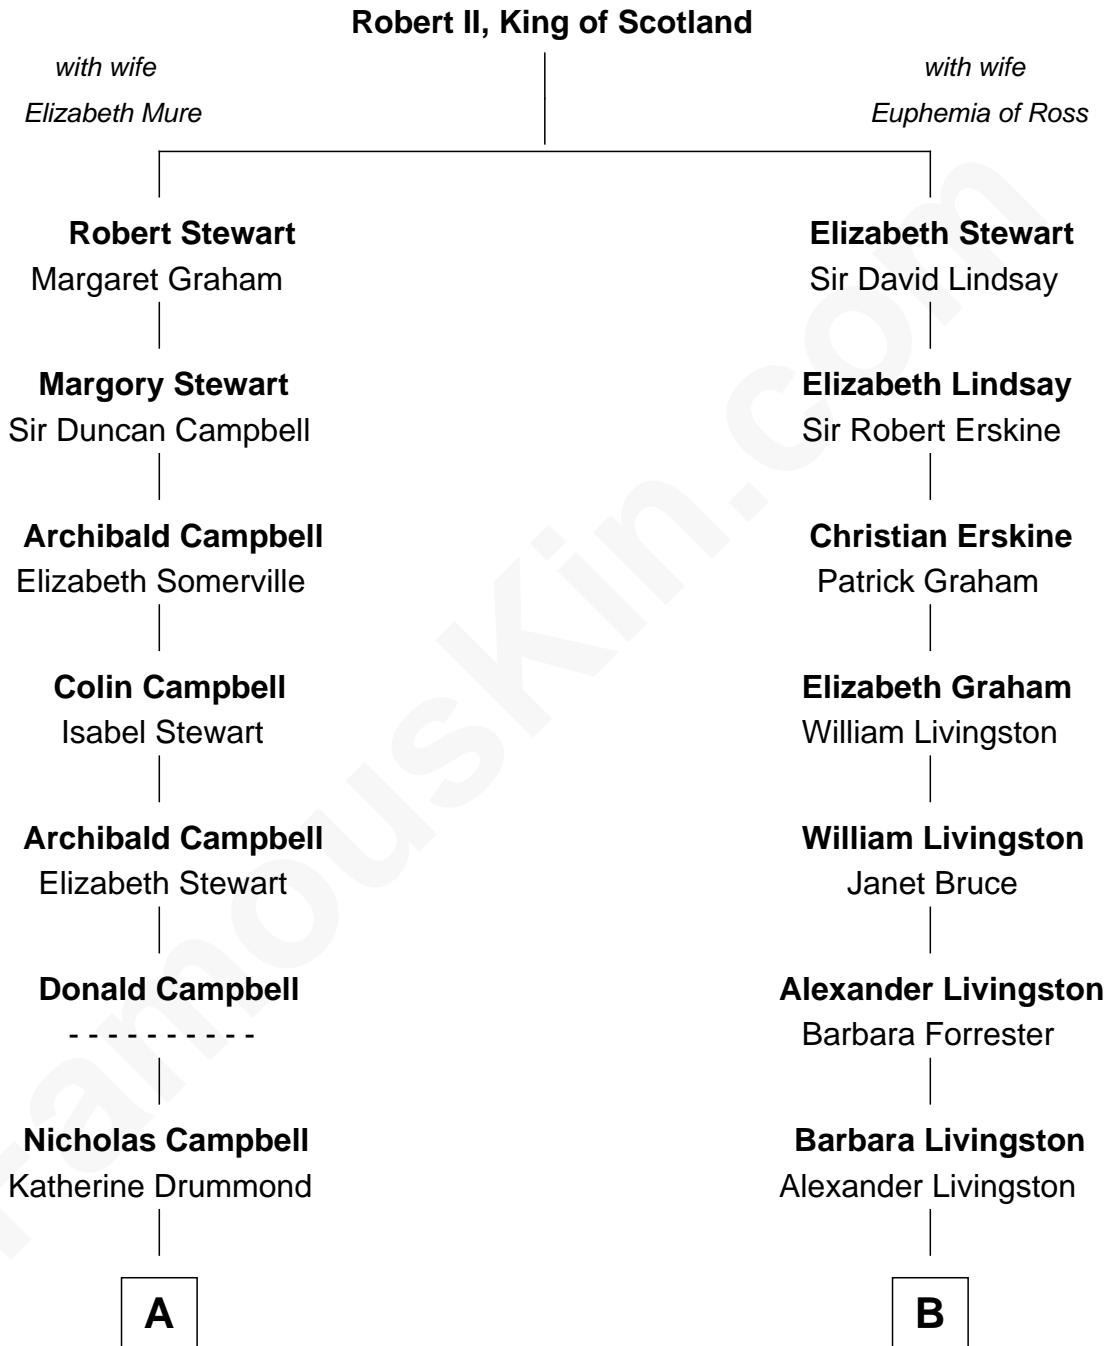 Robert II, King of Scotland
with wife
Elizabeth Mure
with wife
Euphemia of Ross
Robert Stewart
Margaret Graham
Elizabeth Stewart
Sir David Lindsay
Margory Stewart
Sir Duncan Campbell
Elizabeth Lindsay
Sir Robert Erskine
Archibald Campbell
Elizabeth Somerville
Christian Erskine
Patrick Graham
Colin Campbell
Isabel Stewart
Elizabeth Graham
William Livingston
Archibald Campbell
Elizabeth Stewart
William Livingston
Janet Bruce
Donald Campbell
- - - - - - - - - -
Alexander Livingston
Barbara Forrester
Nicholas Campbell
Katherine Drummond
Barbara Livingston
Alexander Livingston
A
B
FamousKin.com